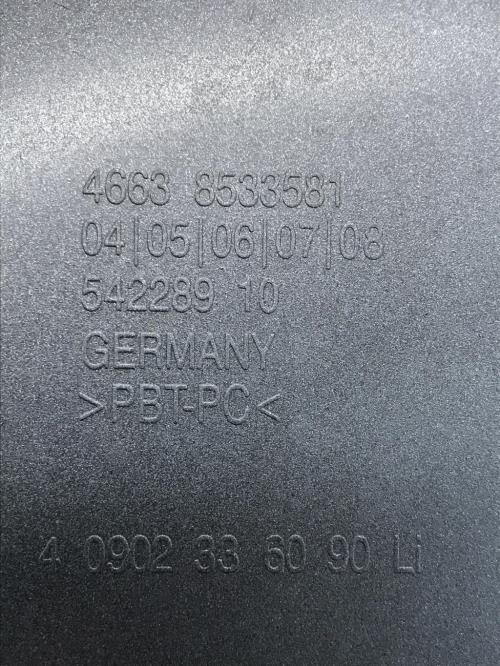 4663 8533581
04|05|06|07|08
542289 10
GERMANY
>PBT-PC<
4 0902 33 60 90 Li